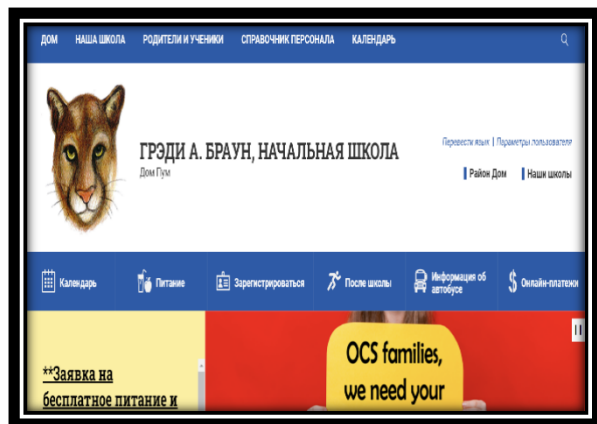 ДОМ НАША ШКОЛА РОДИТЕЛИ И УЧЕНИКИ СПРАВОЧНИК ПЕРСОНАЛА КАЛЕНДАРЬ
Перевести язык | Параметры пользователя
ГРЭДИ А. БРАУН, НАЧАЛЬНАЯ ШКОЛА
Дом Пум
Район Дом Наши школы
Календарь Питание Зарегистрироваться После школы Информация об автобусе Онлайн-платежи
**Заявка на
бесплатное питание и
OCS families,
we need your